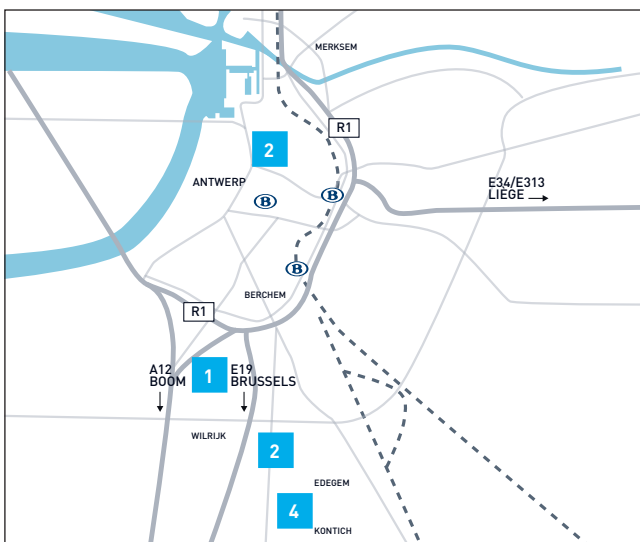 MERKSEM
R1
2
ANTWERP
E34/E313
LIEGE
B
B
B
BERCHEM
R1
A12
BOOM
1
E19
BRUSSELS
WILRIJK
2
EDEGEM
4
KONTICH